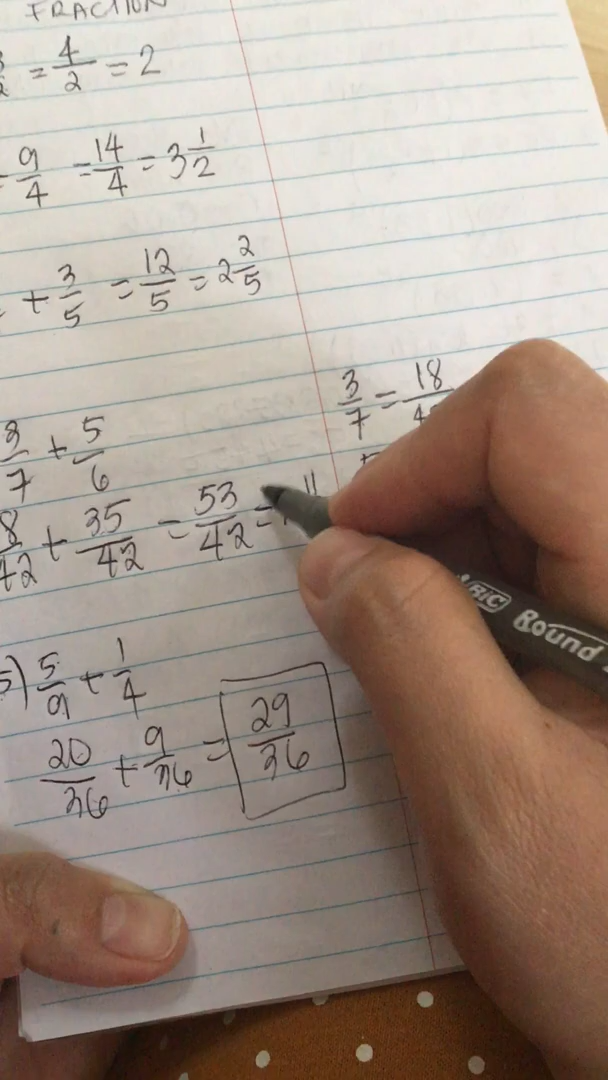 FRACTION
= 4/2 = 2
9/4 = 14/4 = 3 1/2
+ 3/5 = 12/5 = 2 2/5
3/7 = 18/
3/7 + 5/6
8/42 + 35/42 = 53/42 =
5) 5/9 + 1/4
20/36 + 9/36 = 29/36
BIC Round